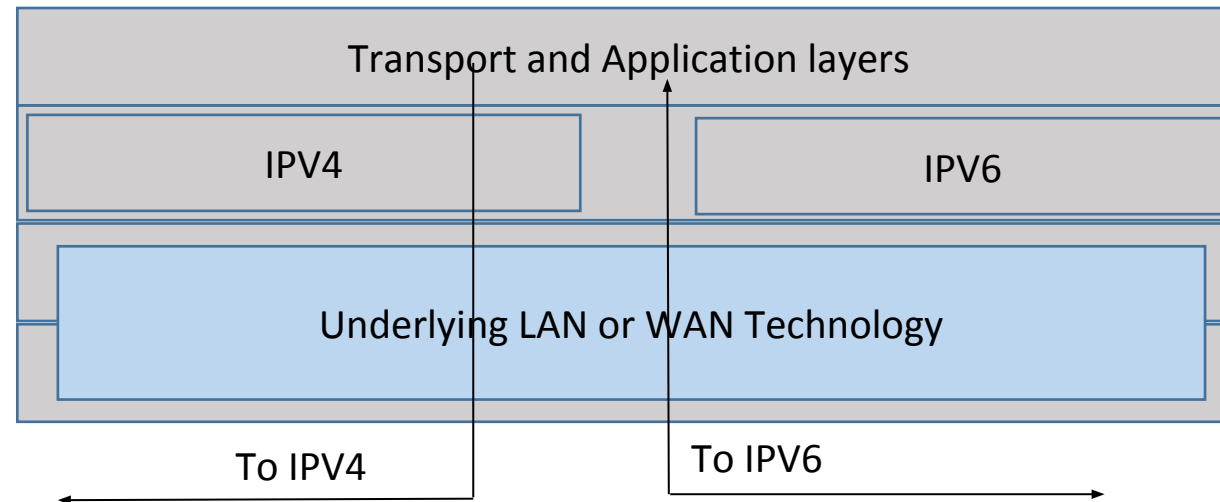 Transport and Application layers
IPV4
IPV6
Underlying LAN or WAN Technology
To IPV4
To IPV6